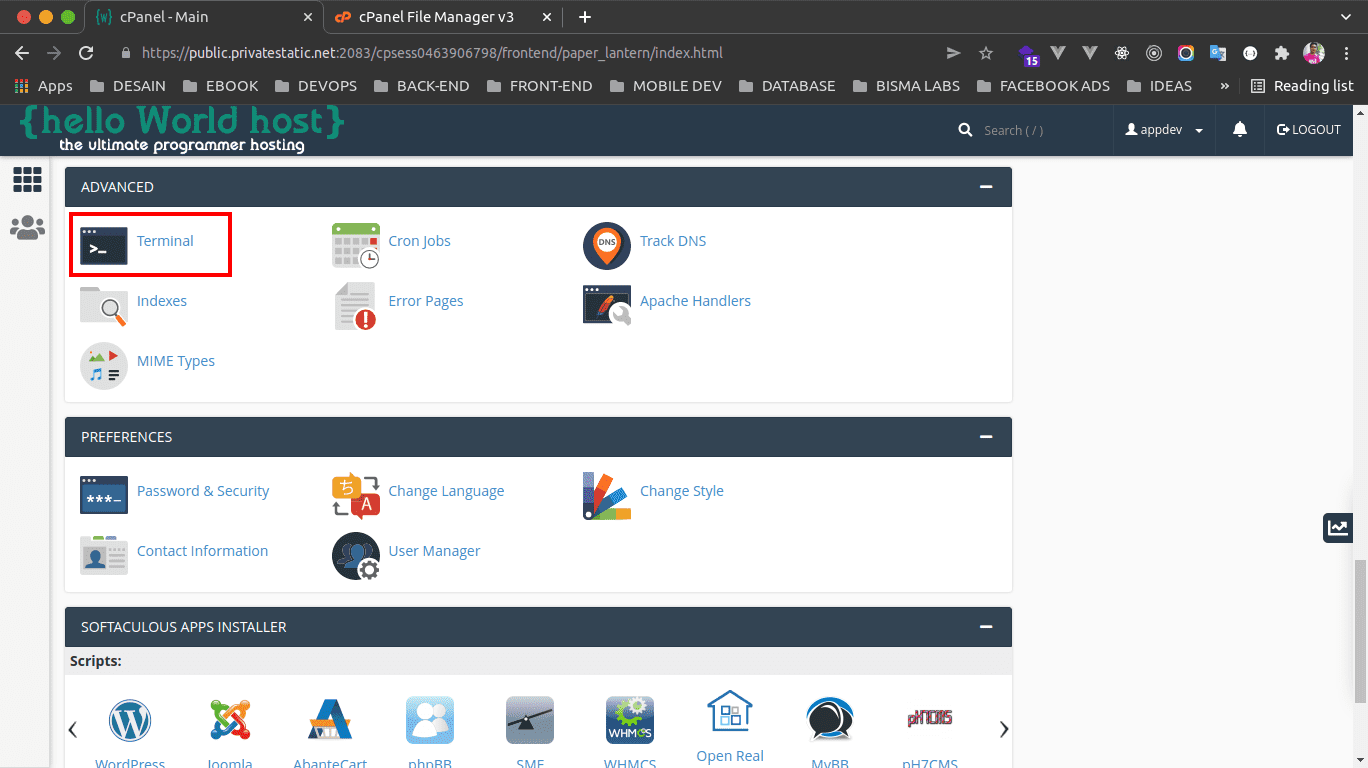 cPanel - Main
cPanel File Manager v3
https://public.privatestatic.net:2083/cpsess0463906798/frontend/paper_lantern/index.html
15
Apps DESAIN EBOOK DEVOPS BACK-END FRONT-END MOBILE DEV DATABASE BISMA LABS FACEBOOK ADS IDEAS » Reading list
{hello World host}
the ultimate programmer hosting
Search ( / )
appdev
LOGOUT
ADVANCED
>_ Terminal
Cron Jobs
DNS Track DNS
Indexes
Error Pages
Apache Handlers
MIME Types
PREFERENCES
***_ Password & Security
ち A Change Language
Change Style
Contact Information
User Manager
SOFTACULOUS APPS INSTALLER
Scripts:
WHMCS
pH7CMS
Open Real
WordPress Joomla AbanteCart phpBB SMF WHMCS MyBB pH7CMS